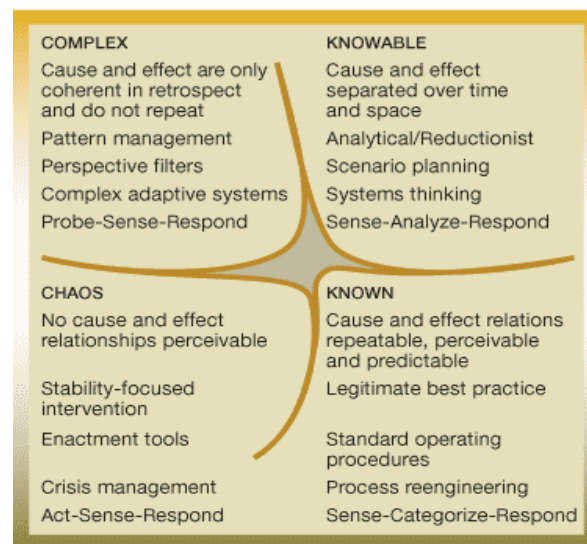 COMPLEX
Cause and effect are only
coherent in retrospect
and do not repeat
Pattern management
Perspective filters
Complex adaptive systems
Probe-Sense-Respond
KNOWABLE
Cause and effect
separated over time
and space
Analytical/Reductionist
Scenario planning
Systems thinking
Sense-Analyze-Respond
CHAOS
No cause and effect
relationships perceivable
Stability-focused
intervention
Enactment tools
Crisis management
Act-Sense-Respond
KNOWN
Cause and effect relations
repeatable, perceivable
and predictable
Legitimate best practice
Standard operating
procedures
Process reengineering
Sense-Categorize-Respond